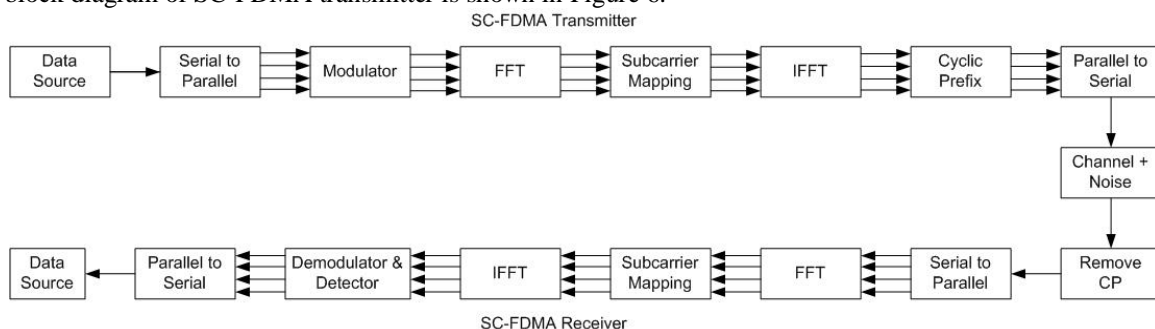 block diagram of SC-FDMA transmitter is shown in Figure
SC-FDMA Transmitter
Data
Source
Serial to
Parallel
Modulator
FFT
Subcarrier
Mapping
IFFT
Cyclic
Prefix
Parallel to
Serial
Channel +
Noise
Data
Source
Parallel to
Serial
Demodulator &
Detector
IFFT
Subcarrier
Mapping
FFT
Serial to
Parallel
Remove
CP
SC-FDMA Receiver